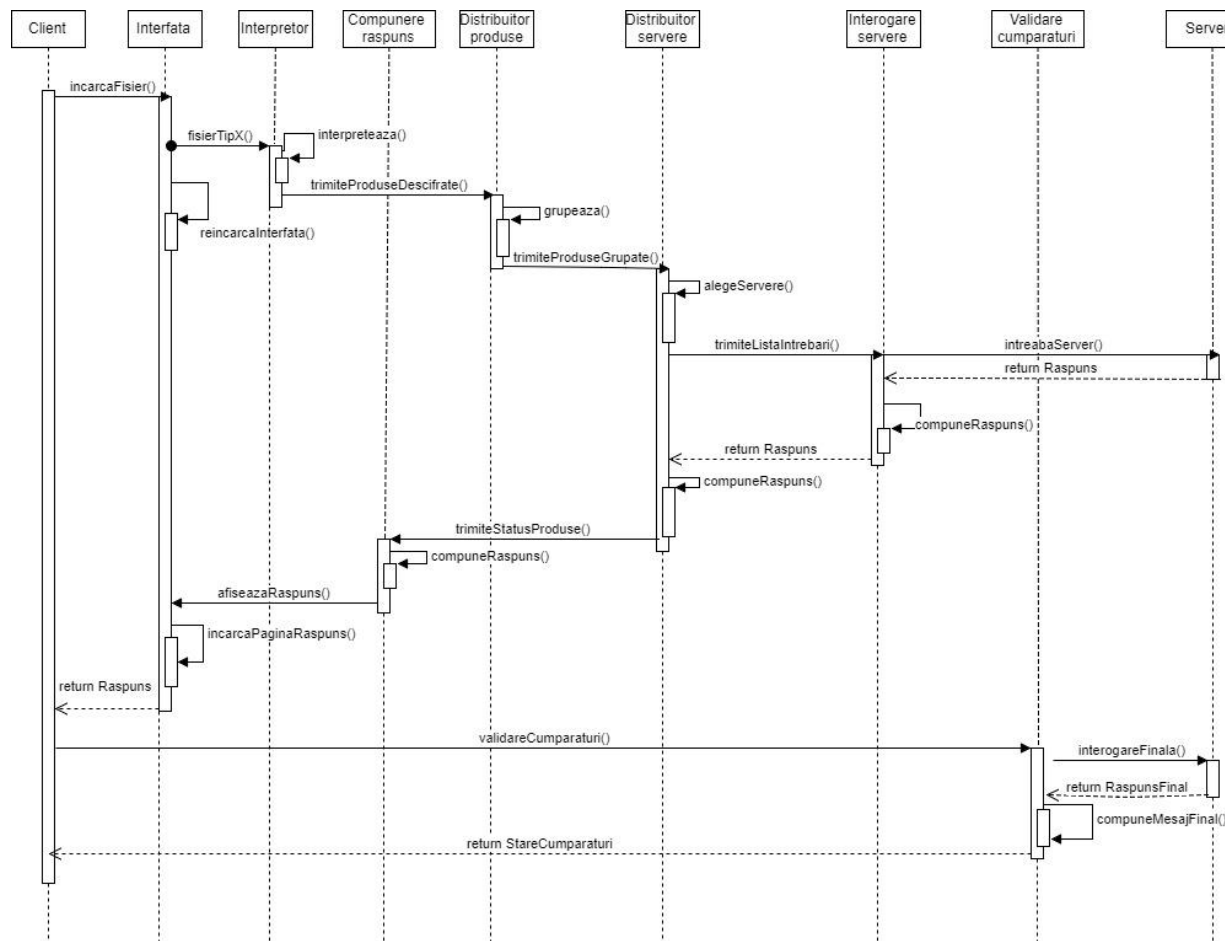 Client
Interfata
Interpretor
Compunere
raspuns
Distribuitor
produse
Distribuitor
servere
Interogare
servere
Validare
cumparaturi
Server
incarcaFisier()
fisierTipX()
interpreteaza()
trimiteProduseDescifrate()
grupeaza()
reincarcaInterfata()
trimiteProduseGrupate()
alegeServere()
trimiteListaIntrebari()
intreabaServer()
return Raspuns
compuneRaspuns()
return Raspuns
compuneRaspuns()
trimiteStatusProduse()
compuneRaspuns()
afiseazaRaspuns()
incarcaPaginaRaspuns()
return Raspuns
validareCumparaturi()
interogareFinala()
return RaspunsFinal
compuneMesajFinal()
return StareCumparaturi